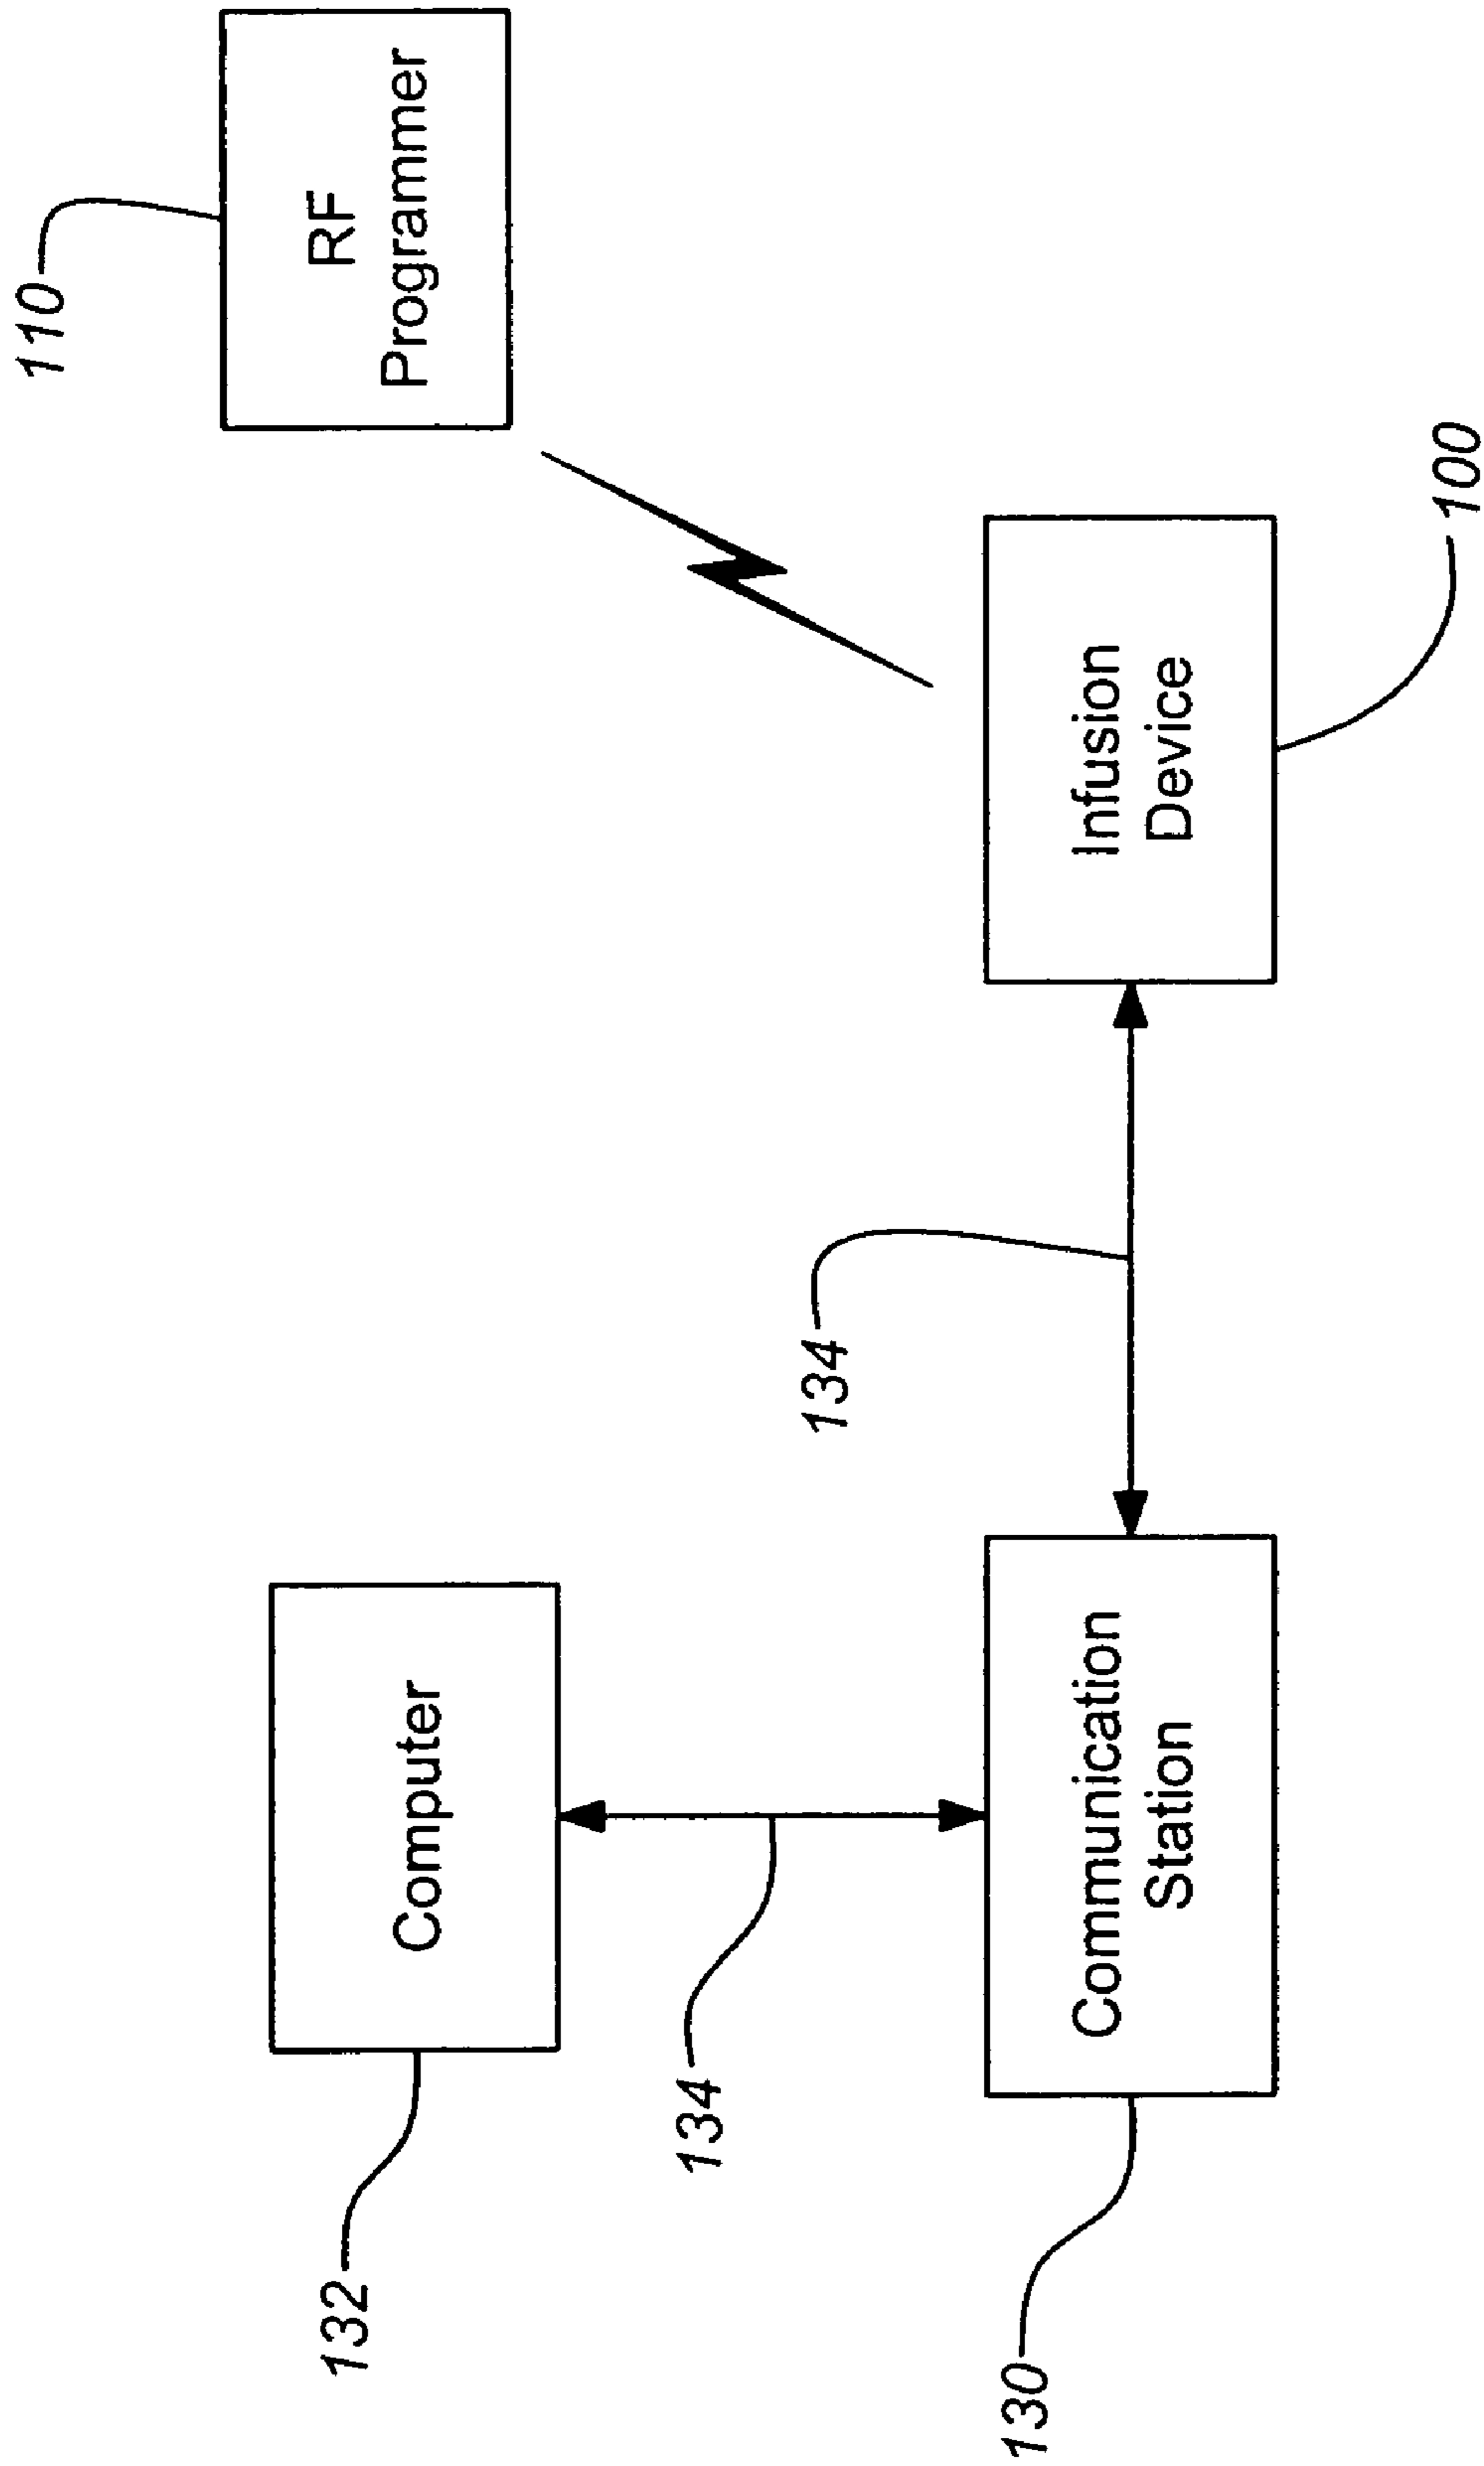 110
RF
Programmer
132
Computer
134
134
Infusion
Device
100
130
Communication
Station